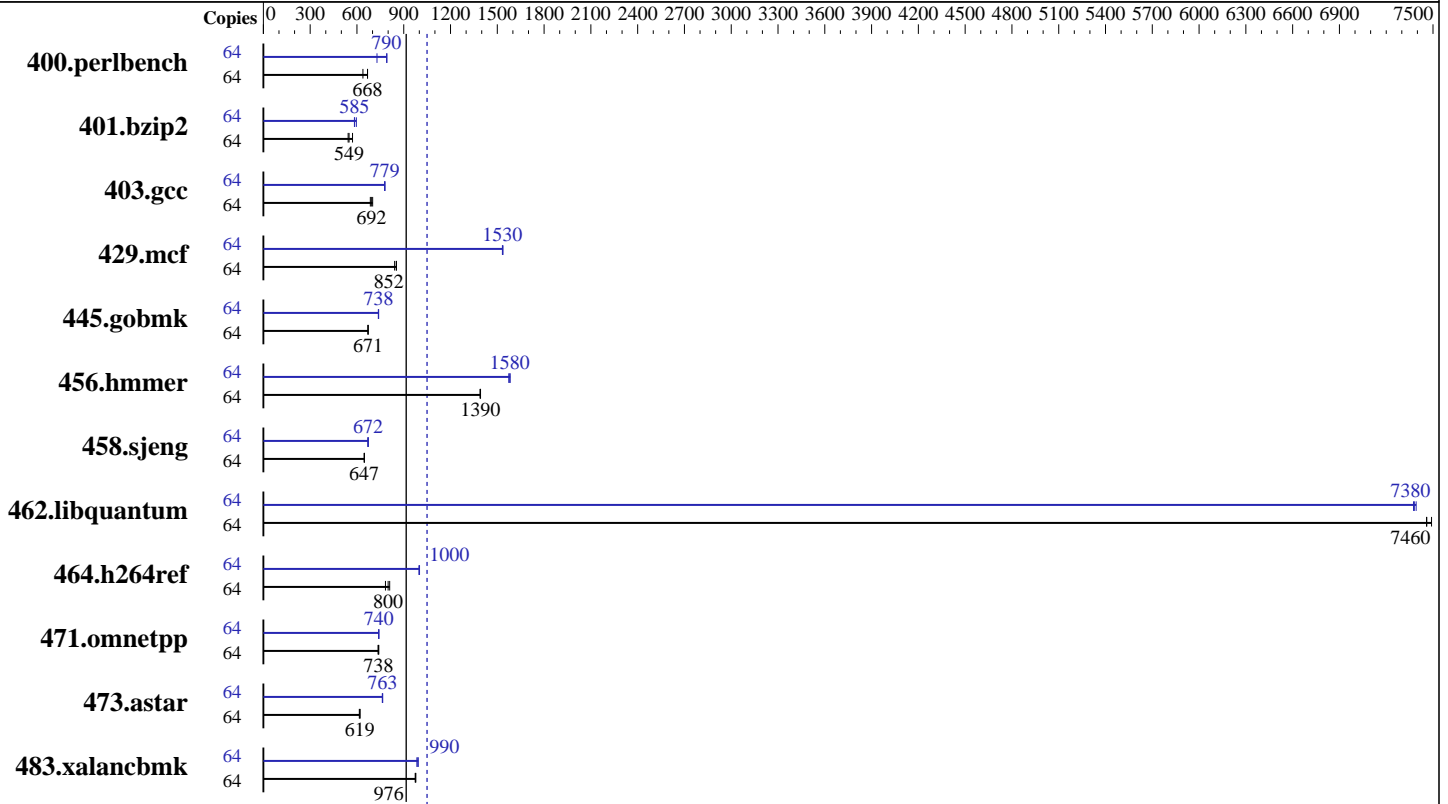 Copies 0 300 600 900 1200 1500 1800 2100 2400 2700 3000 3300 3600 3900 4200 4500 4800 5100 5400 5700 6000 6300 6600 6900 7500
400.perlbench 64 790
64 668
401.bzip2 64 585
64 549
403.gcc 64 779
64 692
429.mcf 64 1530
64 852
445.gobmk 64 738
64 671
456.hmmer 64 1580
64 1390
458.sjeng 64 672
64 647
462.libquantum 64 7380
64 7460
464.h264ref 64 1000
64 800
471.omnetpp 64 740
64 738
473.astar 64 763
64 619
483.xalancbmk 64 990
64 976